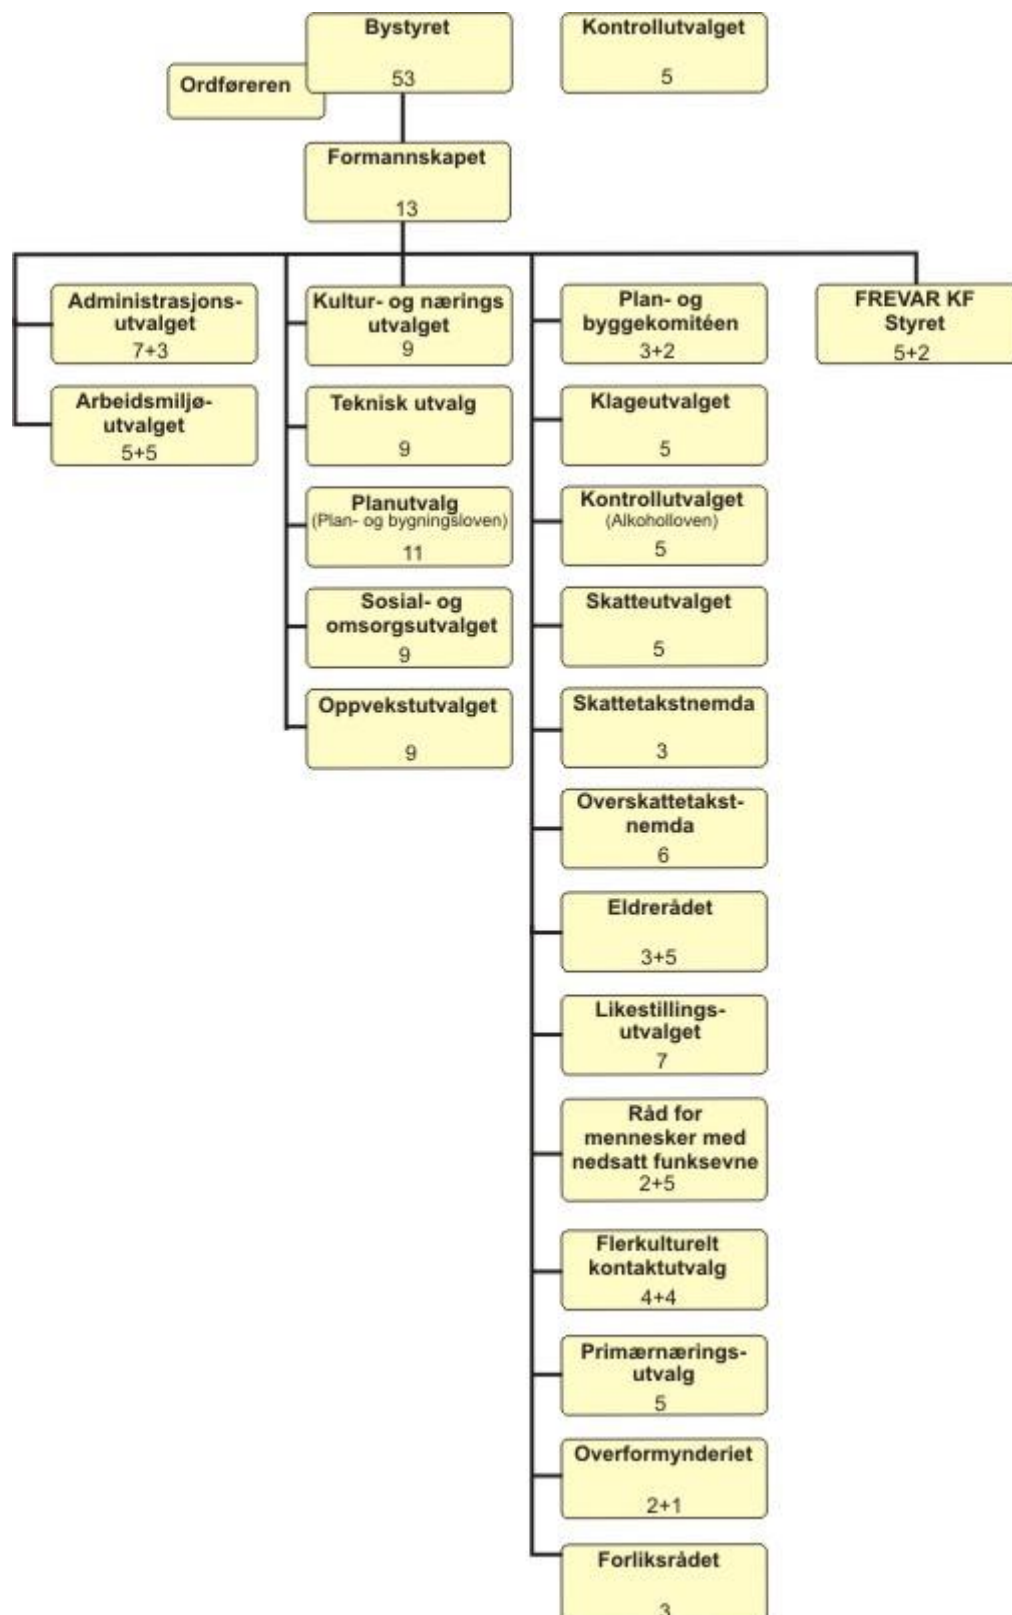 Bystyret
53
Kontrollutvalget
5
Ordføreren
Formannskapet
13
Administrasjons-
utvalget
7+3
Arbeidsmiljø-
utvalget
5+5
Kultur- og nærings
utvalget
9
Teknisk utvalg
9
Planutvalg
(Plan- og bygningsloven)
11
Sosial- og
omsorgsutvalget
9
Oppvekstutvalget
9
Plan- og
byggekomitéen
3+2
Klageutvalget
5
Kontrollutvalget
(Alkoholloven)
5
Skatteutvalget
5
Skattetakstnemda
3
Overskattetakst-
nemda
6
Eldrerådet
3+5
Likestillings-
utvalget
7
Råd for
mennesker med
nedsatt funksevne
2+5
Flerkulturelt
kontaktutvalg
4+4
Primærnærings-
utvalg
5
Overformynderiet
2+1
Forliksrådet
3
FREVAR KF
Styret
5+2